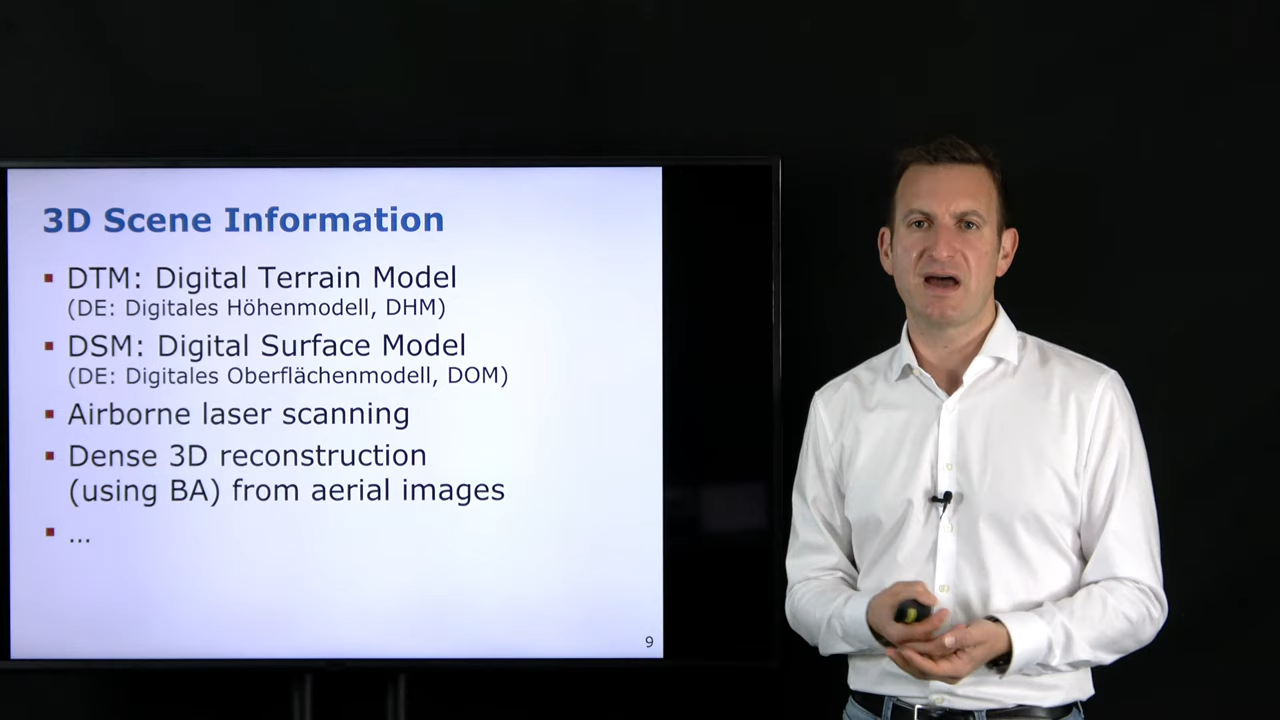 3D Scene Information
▪ DTM: Digital Terrain Model
(DE: Digitales Höhenmodell, DHM)
▪ DSM: Digital Surface Model
(DE: Digitales Oberflächenmodell, DOM)
▪ Airborne laser scanning
▪ Dense 3D reconstruction
(using BA) from aerial images
▪ ...
9